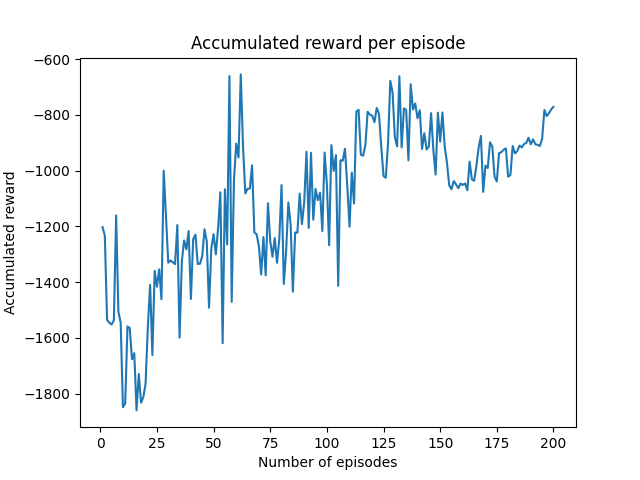 Accumulated reward per episode
−600
−800
−1000
−1200
−1400
−1600
−1800
Accumulated reward
0 25 50 75 100 125 150 175 200
Number of episodes